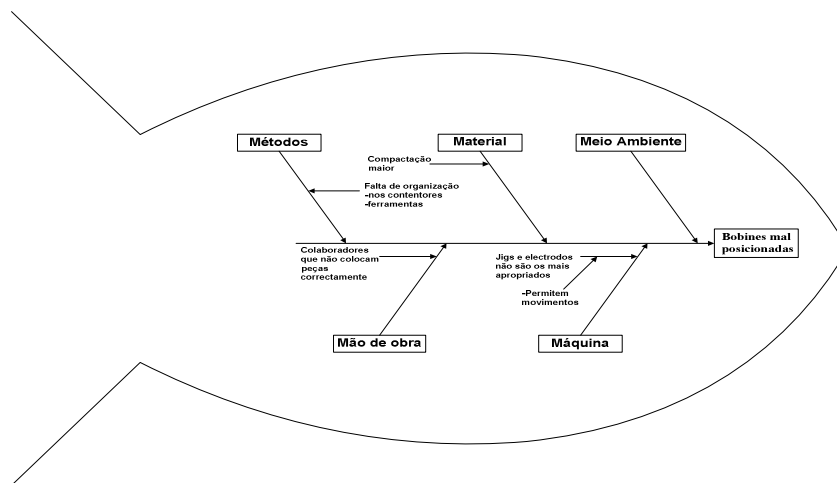 Métodos
Material
Meio Ambiente
Compactação
maior
Falta de organização
-nos contentores
-ferramentas
Bobines mal
posicionadas
Colaboradores
que não colocam
peças
correctamente
Jigs e electrodos
não são os mais
apropriados
-Permitem
movimentos
Mão de obra
Máquina